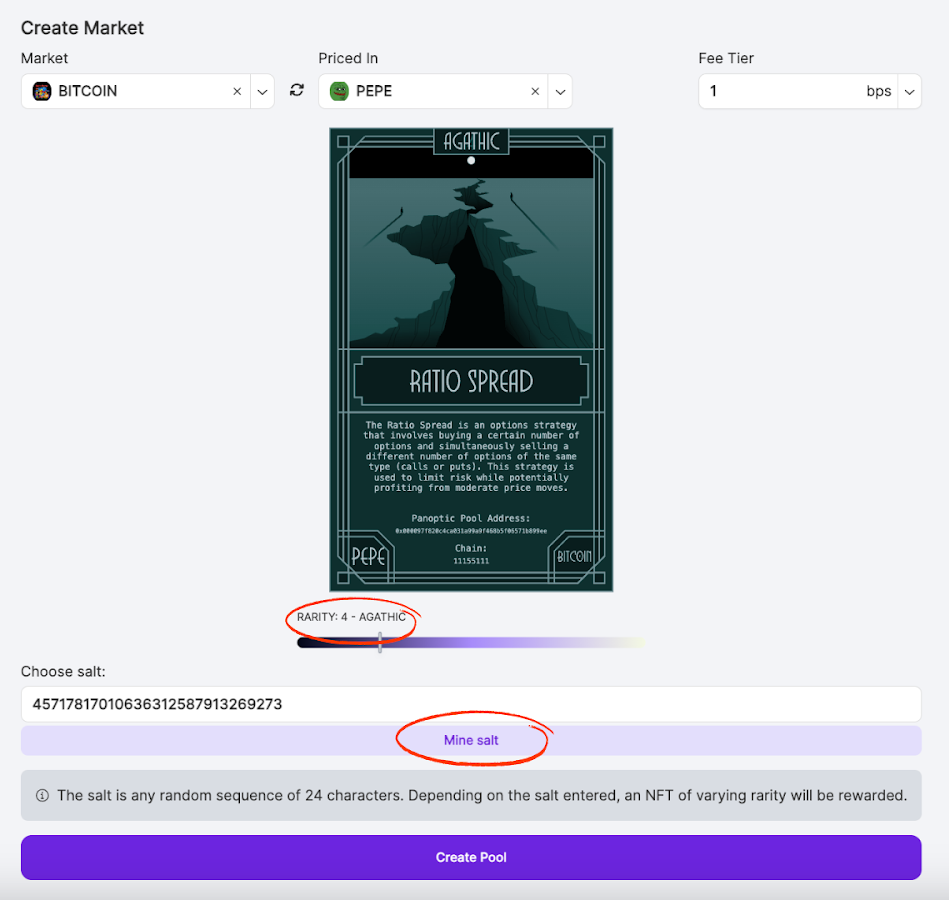 Create Market
Market
Priced In
Fee Tier
BITCOIN
PEPE
1 bps
AGATHIC
RATIO SPREAD
The Ratio Spread is an options strategy
that involves buying a certain number of
options and simultaneously selling a
different number of options of the same
type (calls or puts). This strategy is
used to limit risk while potentially
profiting from moderate price moves.
Panoptic Pool Address:
0x000097f820c4ca031a99a9f468b5f06571b899ee
Chain:
11155111
PEPE
BITCOIN
RARITY: 4 - AGATHIC
Choose salt:
457178170106363125879132​69273
Mine salt
The salt is any random sequence of 24 characters. Depending on the salt entered, an NFT of varying rarity will be rewarded.
Create Pool